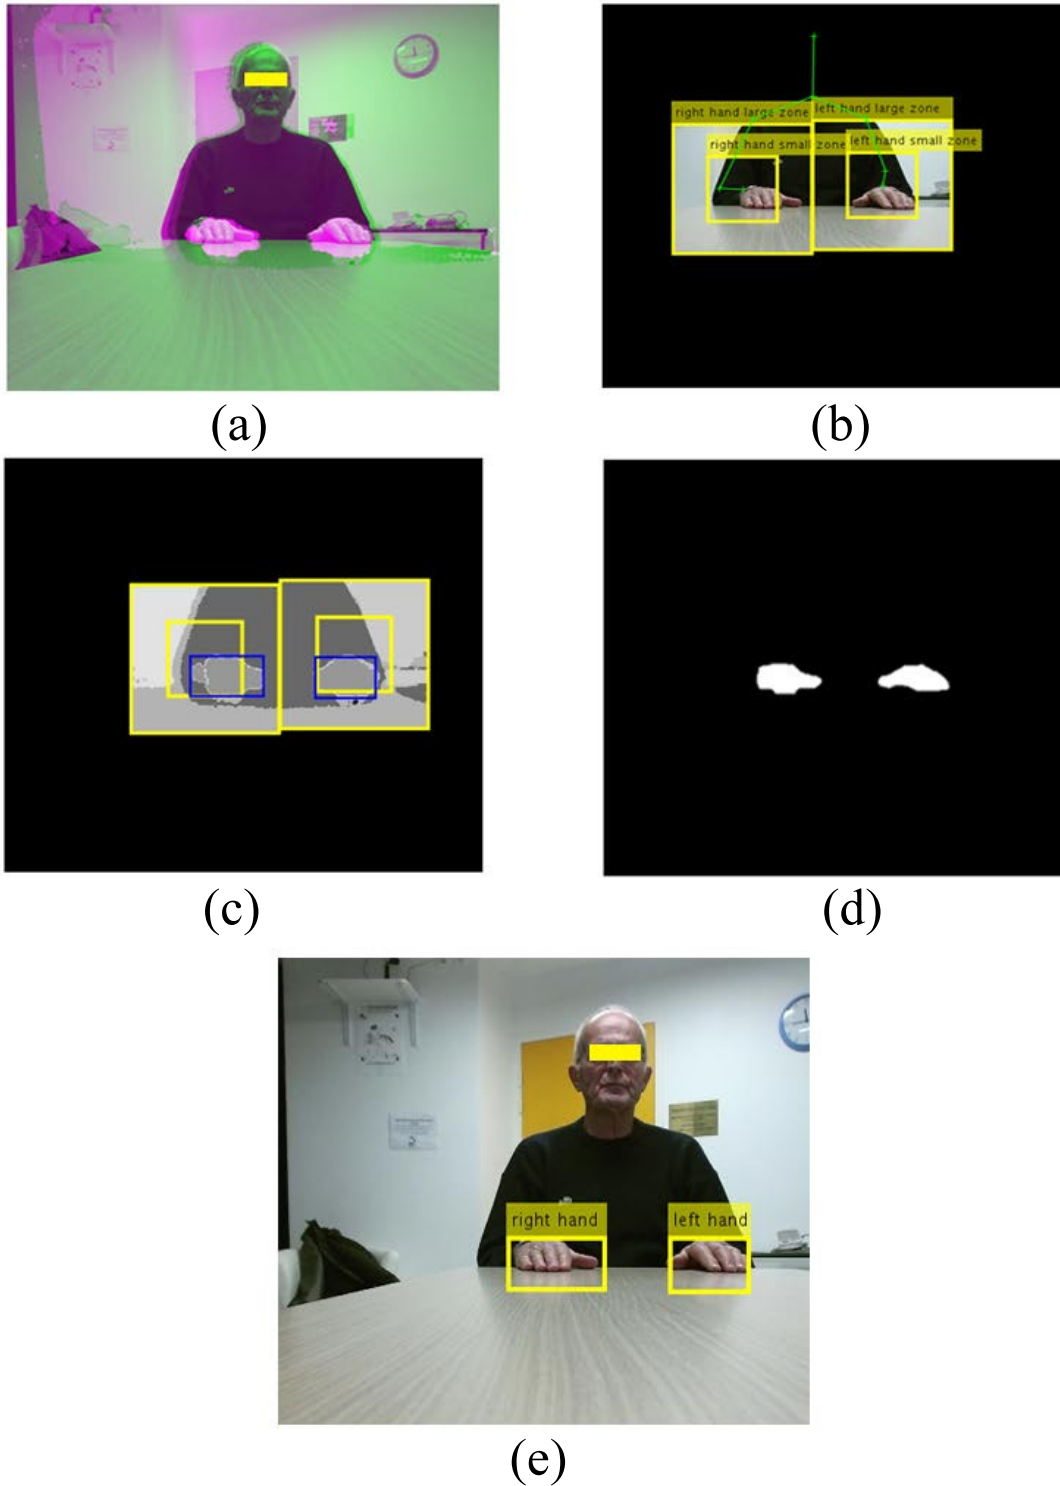 (a)
(b)
right hand large zone
left hand large zone
right hand small zone
left hand small zone
(c)
(d)
right hand
left hand
(e)